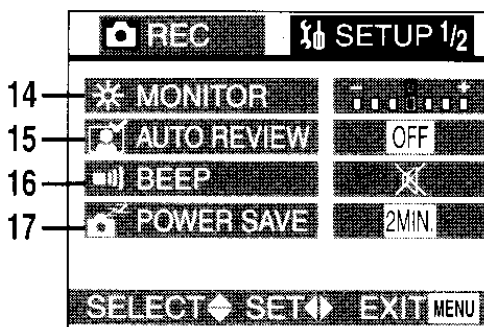 REC SETUP 1/2
14 MONITOR - +
15 AUTO REVIEW OFF
16 BEEP
17 POWER SAVE 2MIN.
SELECT SET EXIT MENU